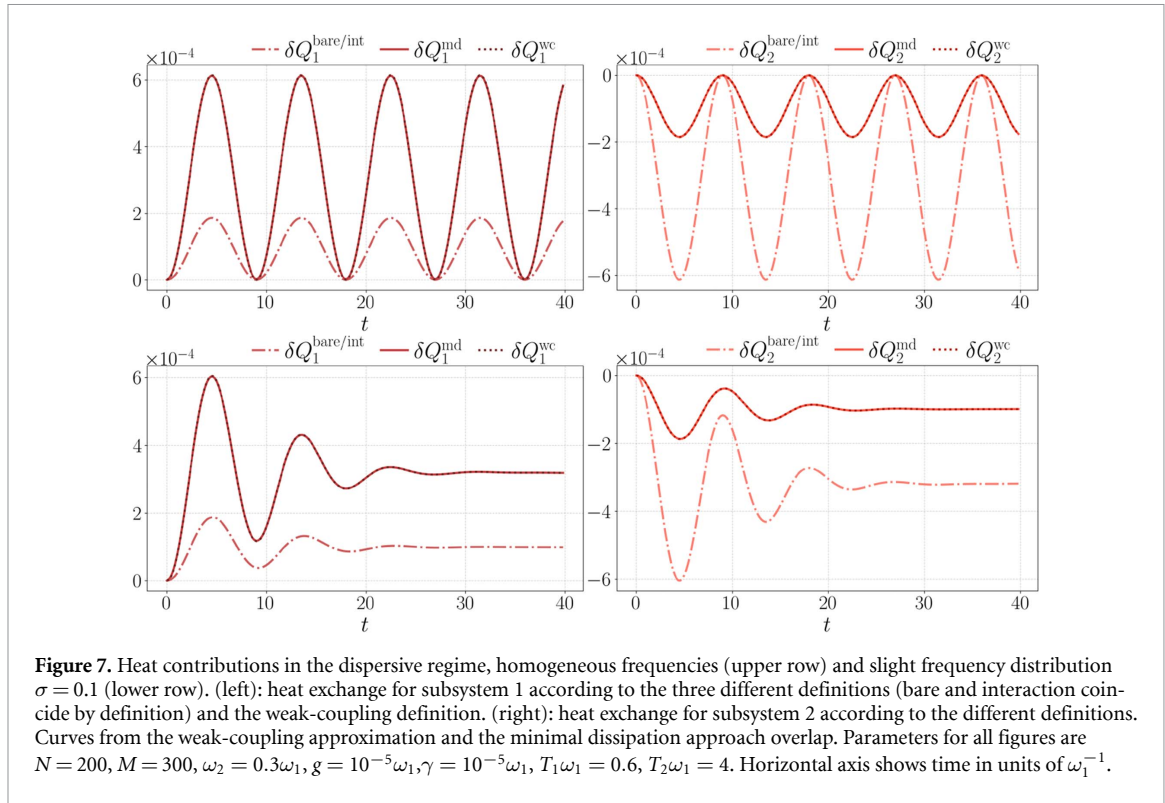 δQ₁^bare/int δQ₁^md δQ₁^wc
×10⁻⁴
6
4
2
0
0 10 20 30 40
t
δQ₂^bare/int δQ₂^md δQ₂^wc
×10⁻⁴
0
−2
−4
−6
0 10 20 30 40
t
δQ₁^bare/int δQ₁^md δQ₁^wc
×10⁻⁴
6
4
2
0
0 10 20 30 40
t
δQ₂^bare/int δQ₂^md δQ₂^wc
×10⁻⁴
0
−2
−4
−6
0 10 20 30 40
t
Figure 7. Heat contributions in the dispersive regime, homogeneous frequencies (upper row) and slight frequency distribution
σ = 0.1 (lower row). (left): heat exchange for subsystem 1 according to the three different definitions (bare and interaction coin-
cide by definition) and the weak-coupling definition. (right): heat exchange for subsystem 2 according to the different definitions.
Curves from the weak-coupling approximation and the minimal dissipation approach overlap. Parameters for all figures are
N = 200, M = 300, ω₂ = 0.3ω₁, g = 10⁻⁵ω₁,γ = 10⁻⁵ω₁, T₁ω₁ = 0.6, T₂ω₁ = 4. Horizontal axis shows time in units of ω₁⁻¹.